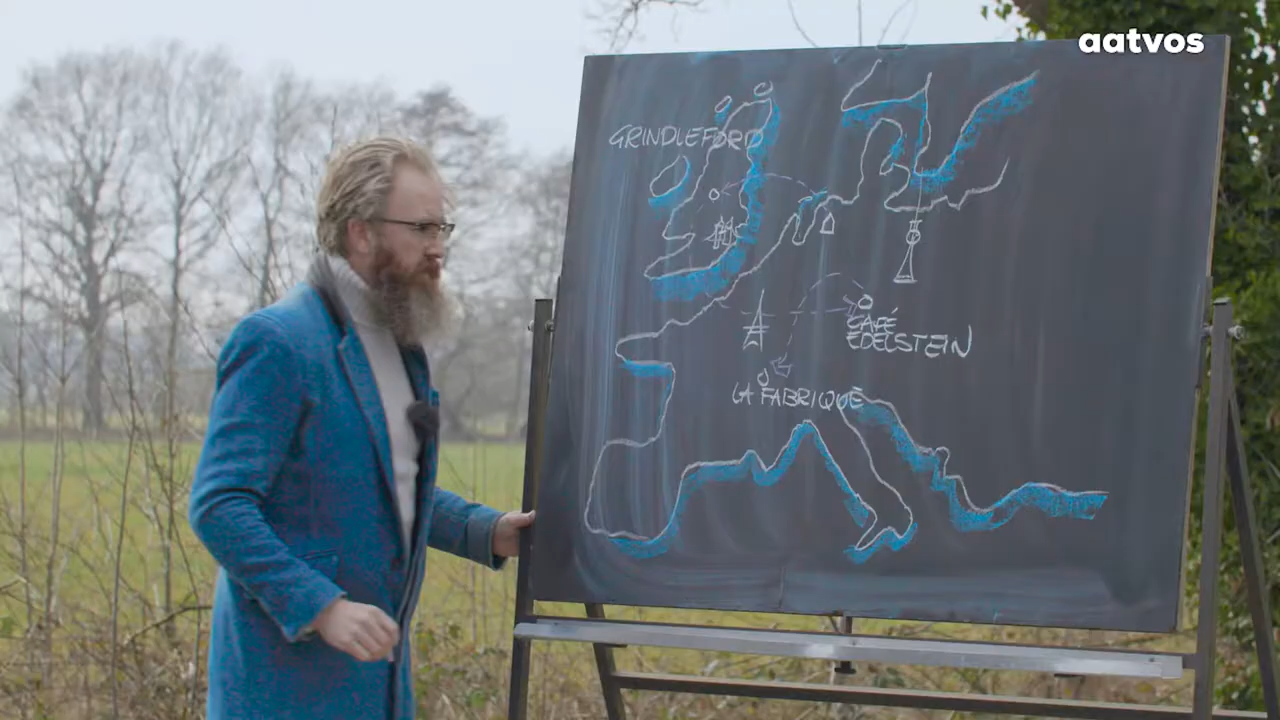 aatvos
GRINDLEFORD
CAFÉ
EDELSTEIN
LA FABRIQUE